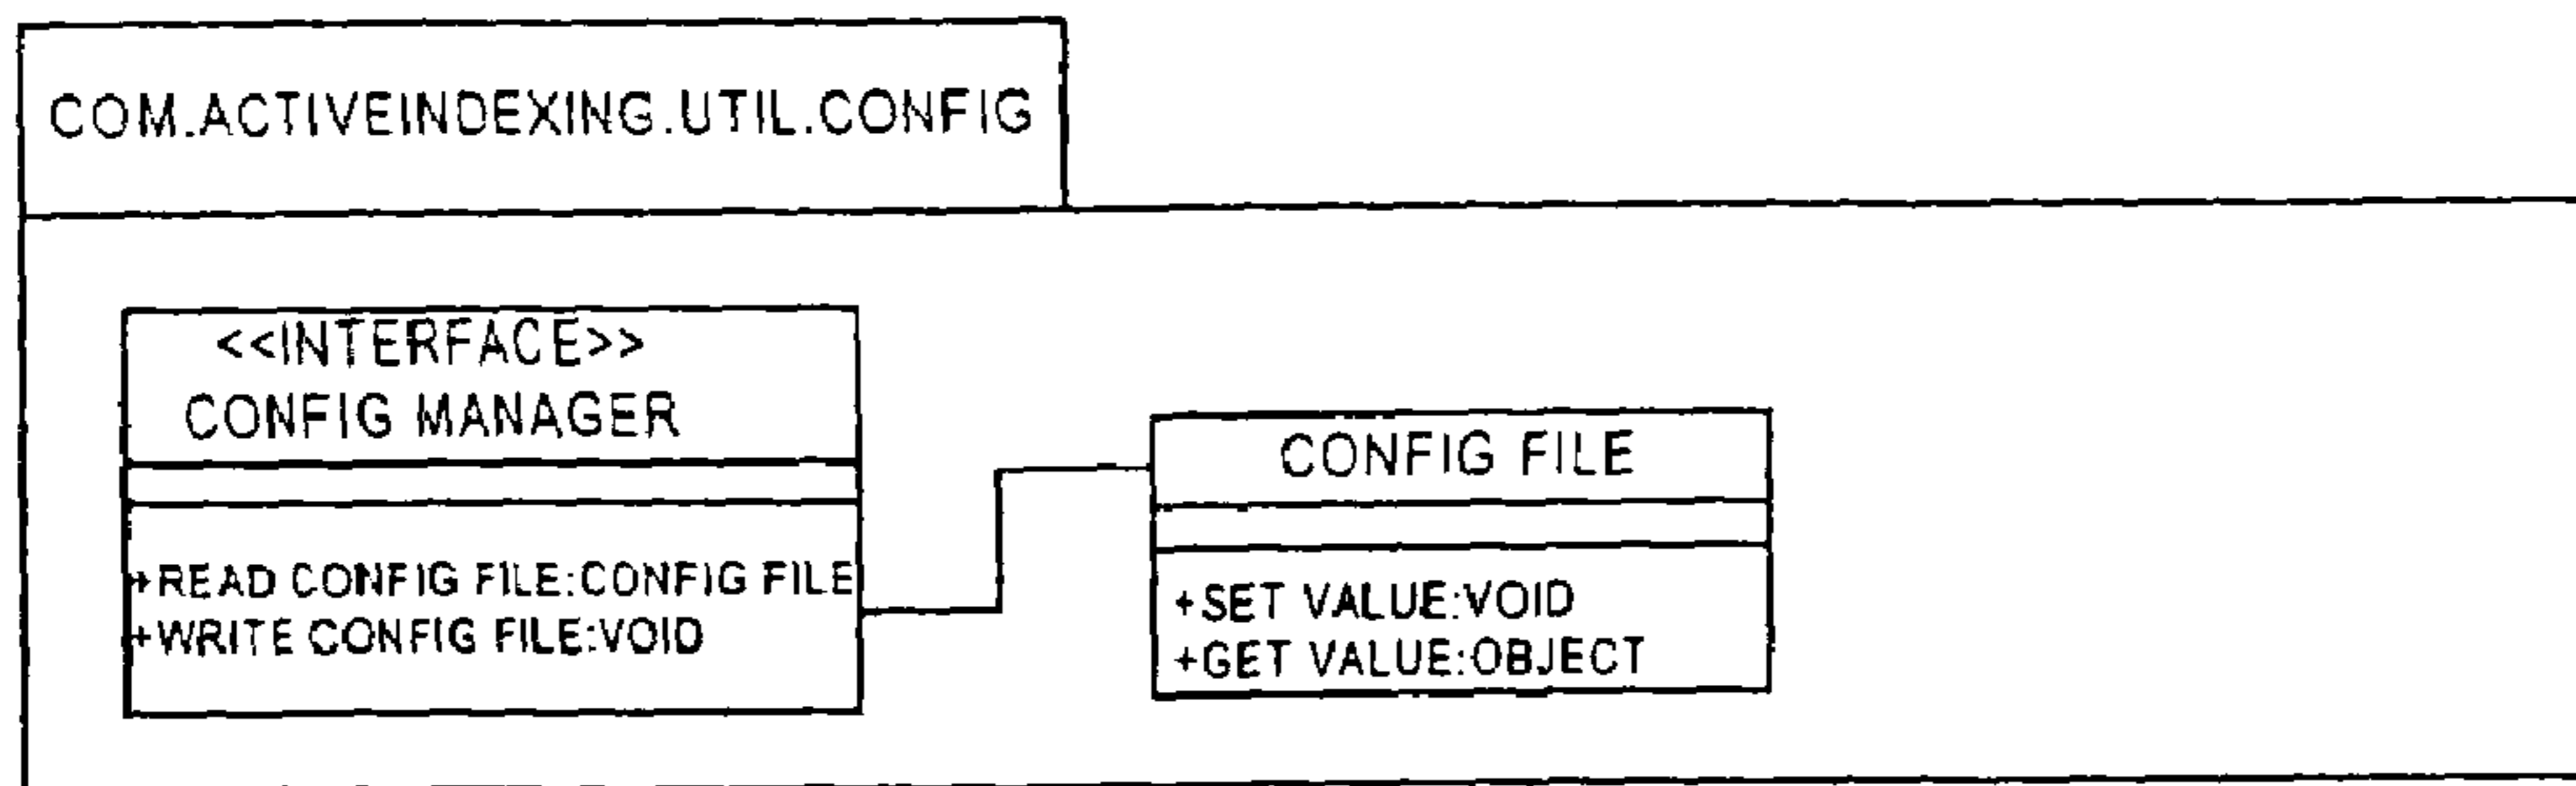 COM.ACTIVEINDEXING.UTIL.CONFIG
<<INTERFACE>>
CONFIG MANAGER
+READ CONFIG FILE:CONFIG FILE
+WRITE CONFIG FILE:VOID
CONFIG FILE
+SET VALUE:VOID
+GET VALUE:OBJECT